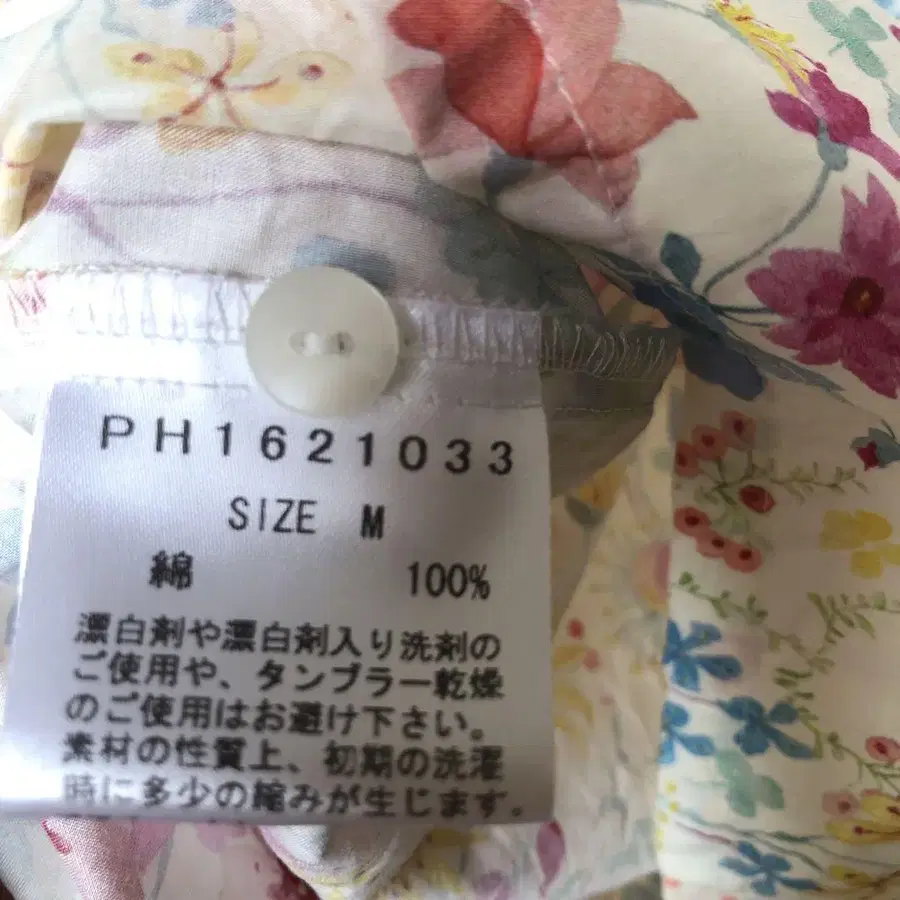 PH1621033
SIZE M
綿 100%
漂白剤や漂白剤入り洗剤の
ご使用や、タンブラー乾燥
のご使用はお避け下さい。
素材の性質上、初期の洗濯
時に多少の縮みが生じます。